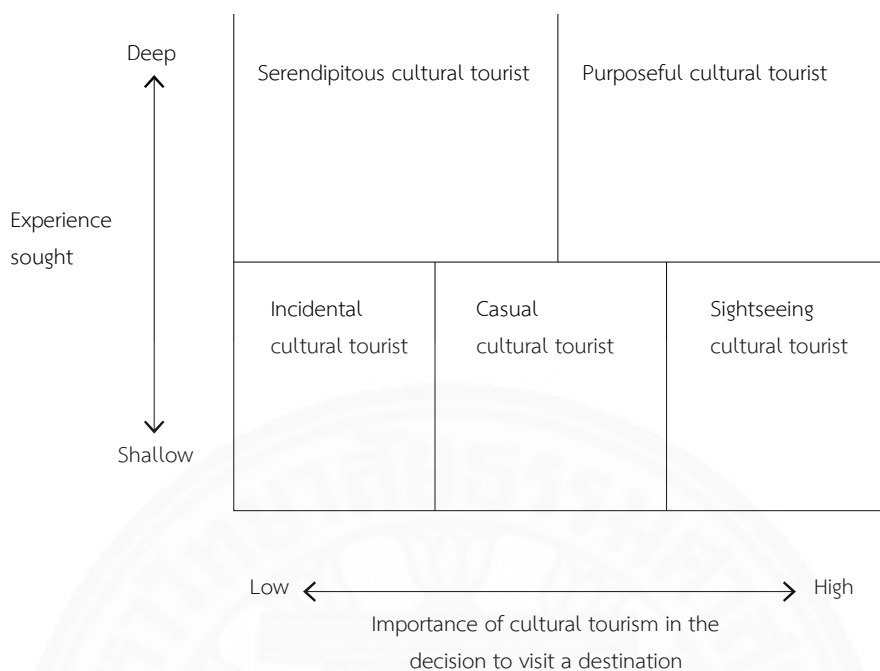 Deep
Serendipitous cultural tourist
Purposeful cultural tourist
Experience
sought
Incidental
cultural tourist
Casual
cultural tourist
Sightseeing
cultural tourist
Shallow
Low
High
Importance of cultural tourism in the
decision to visit a destination